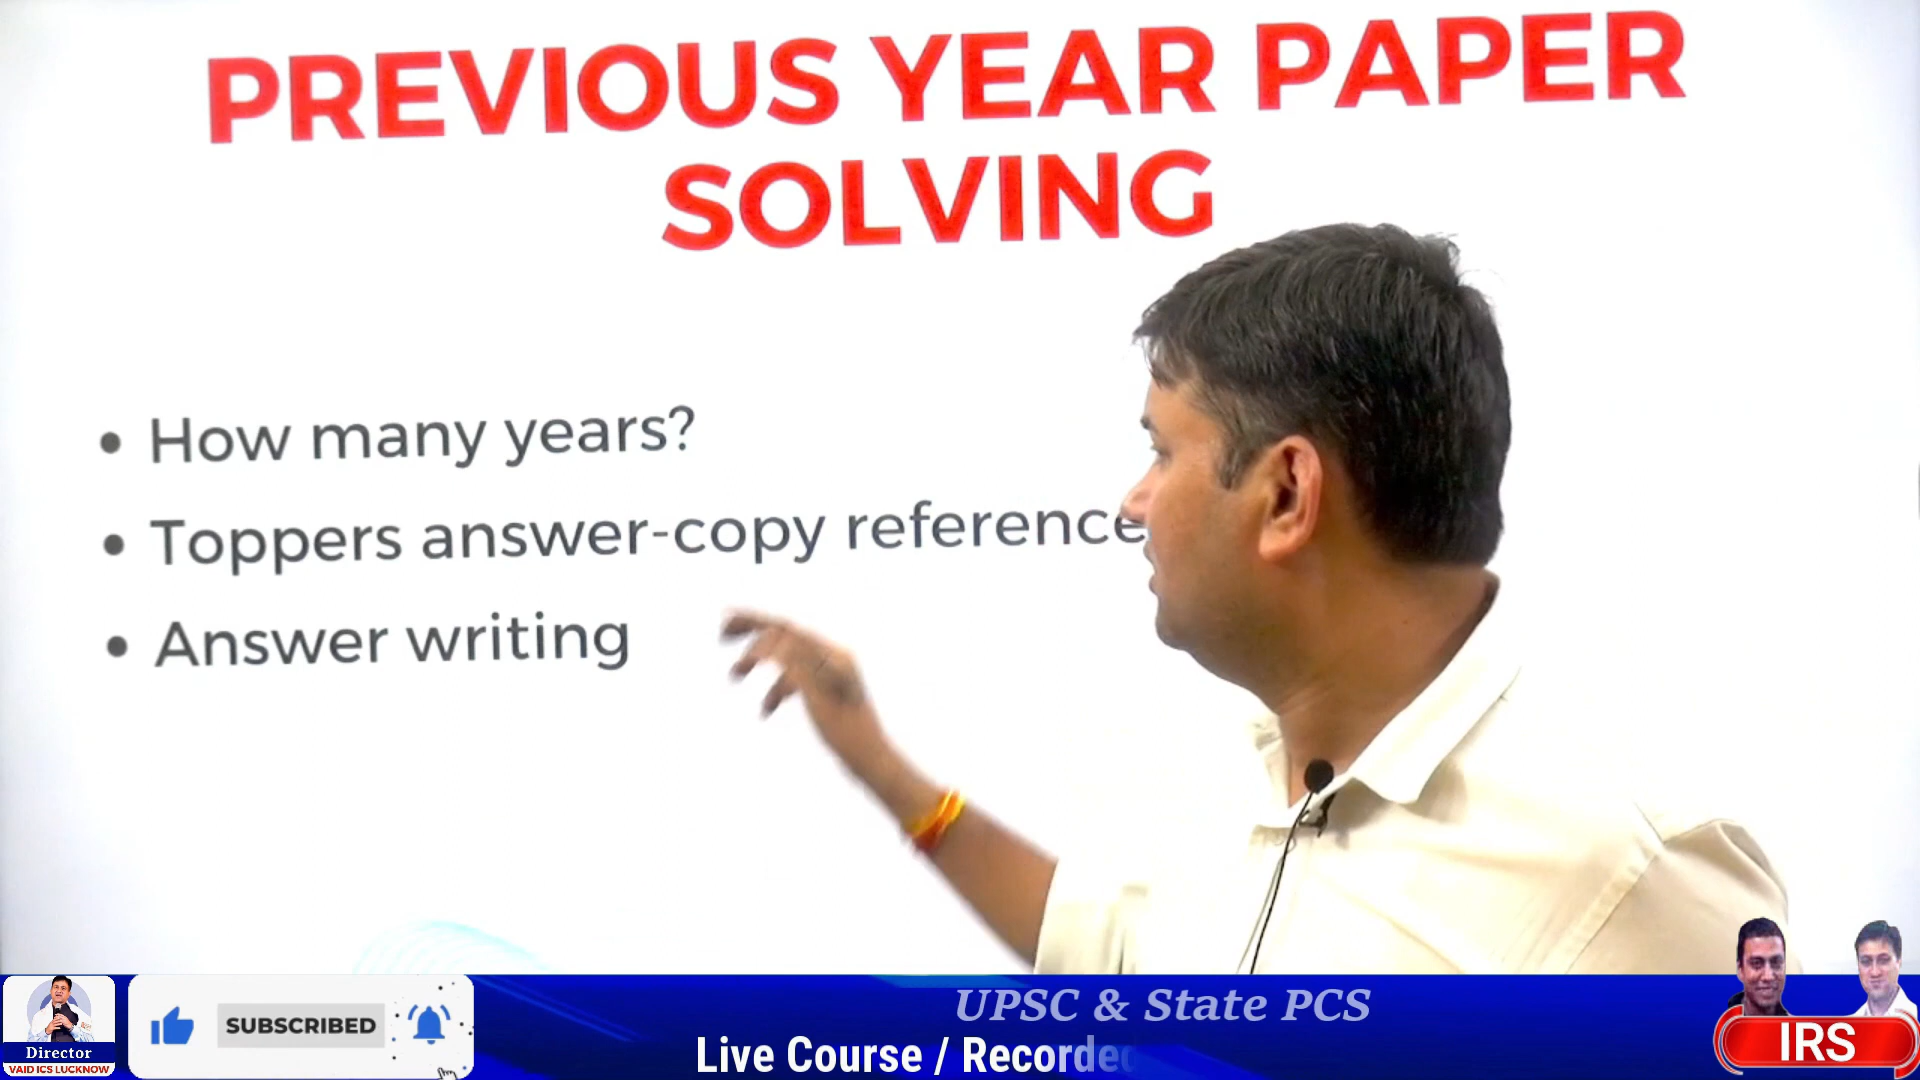 PREVIOUS YEAR PAPER
SOLVING
• How many years?
• Toppers answer-copy reference
• Answer writing
UPSC & State PCS
Live Course / Recorded
SUBSCRIBED
Director
VAID ICS LUCKNOW
IRS